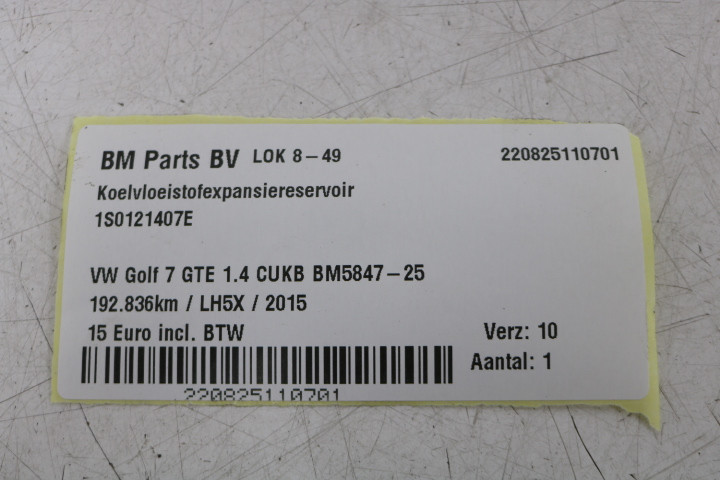 BM Parts BV LOK 8-49 220825110701
Koelvloeistofexpansiereservoir
1S0121407E
VW Golf 7 GTE 1.4 CUKB BM5847-25
192.836km / LH5X / 2015
15 Euro incl. BTW Verz: 10
Aantal: 1
220825110701